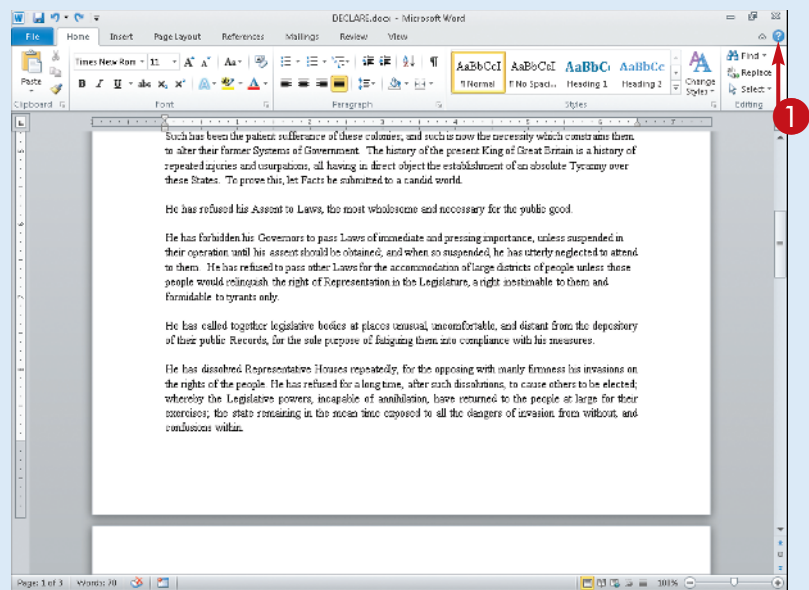 DECLARE.docx - Microsoft Word
File Home Insert Page Layout References Mailings Review View
Paste
Times New Rom 11 A A Aa
B I U abc X₂ X² A A
AaBbCcI AaBbCcI AaBbC AaBbCc
¶ Normal ¶ No Spaci... Heading 1 Heading 2
Change
Styles
Find
Replace
Select
Clipboard Font Paragraph Styles Editing
1
1 2 3 4 5 6 7
Such has been the patient sufferance of these colonies, and such is now the necessity which constrains them
to alter their former Systems of Government. The history of the present King of Great Britain is a history of
repeated injuries and usurpations, all having in direct object the establishment of an absolute Tyranny over
these States. To prove this, let Facts be submitted to a candid world.
He has refused his Assent to Laws, the most wholesome and necessary for the public good.
He has forbidden his Governors to pass Laws of immediate and pressing importance, unless suspended in
their operation until his assent should be obtained; and when so suspended, he has utterly neglected to attend
to them. He has refused to pass other Laws for the accommodation of large districts of people unless those
people would relinquish the right of Representation in the Legislature, a right inestimable to them and
formidable to tyrants only.
He has called together legislative bodies at places unusual, uncomfortable, and distant from the depository
of their public Records, for the sole purpose of fatiguing them into compliance with his measures.
He has dissolved Representative Houses repeatedly, for the opposing with manly firmness his invasions on
the rights of the people. He has refused for a long time, after such dissolutions, to cause others to be elected;
whereby the Legislative powers, incapable of annihilation, have returned to the people at large for their
exercises; the state remaining in the mean time exposed to all the dangers of invasion from without, and
confusions within.
Page: 1 of 3 Words: 70 100%